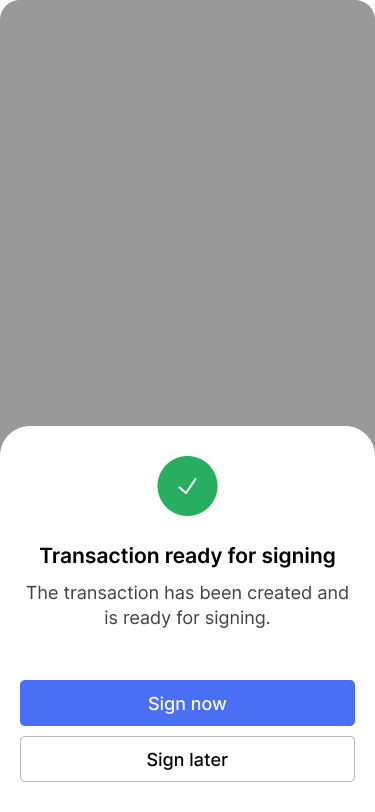 Transaction ready for signing
The transaction has been created and
is ready for signing.
Sign now
Sign later